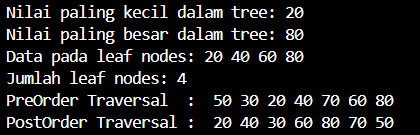 Nilai paling kecil dalam tree: 20
Nilai paling besar dalam tree: 80
Data pada leaf nodes: 20 40 60 80
Jumlah leaf nodes: 4
PreOrder Traversal  :  50 30 20 40 70 60 80
PostOrder Traversal :  20 40 30 60 80 70 50